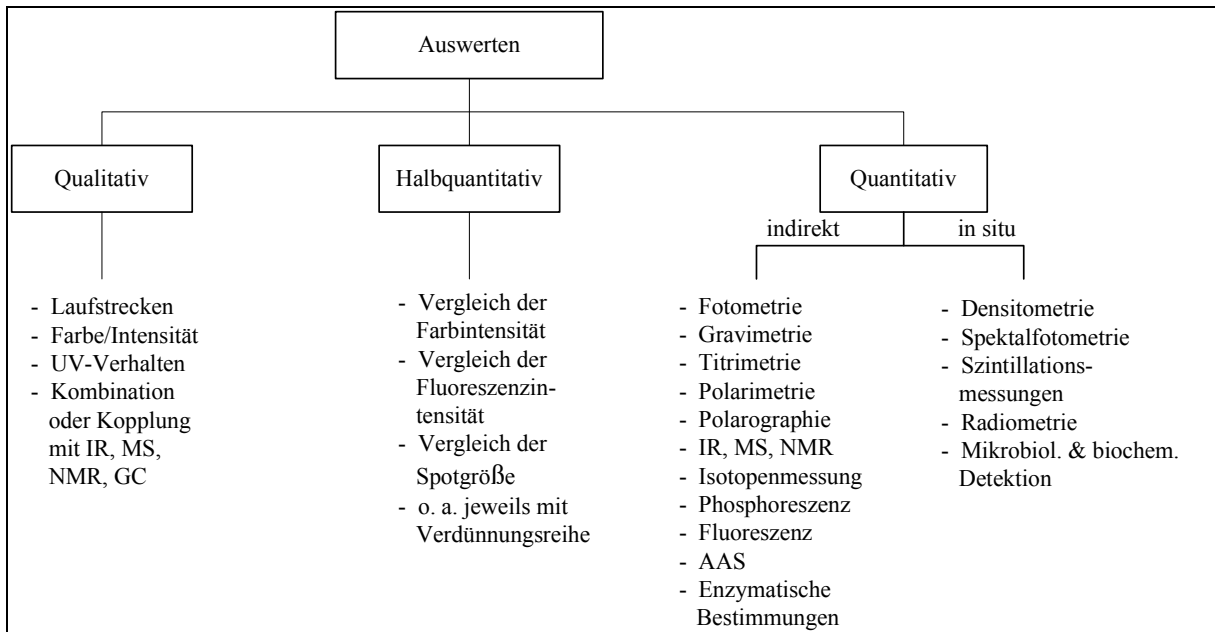 Auswerten
Qualitativ
Halbquantitativ
Quantitativ
indirekt
in situ
- Laufstrecken
- Farbe/Intensität
- UV-Verhalten
- Kombination
oder Kopplung
mit IR, MS,
NMR, GC
- Vergleich der
Farbintensität
- Vergleich der
Fluoreszenzin-
tensität
- Vergleich der
Spotgröße
- o. a. jeweils mit
Verdünnungsreihe
- Fotometrie
- Gravimetrie
- Titrimetrie
- Polarimetrie
- Polarographie
- IR, MS, NMR
- Isotopenmessung
- Phosphoreszenz
- Fluoreszenz
- AAS
- Enzymatische
Bestimmungen
- Densitometrie
- Spektalfotometrie
- Szintillations-
messungen
- Radiometrie
- Mikrobiol. & biochem.
Detektion